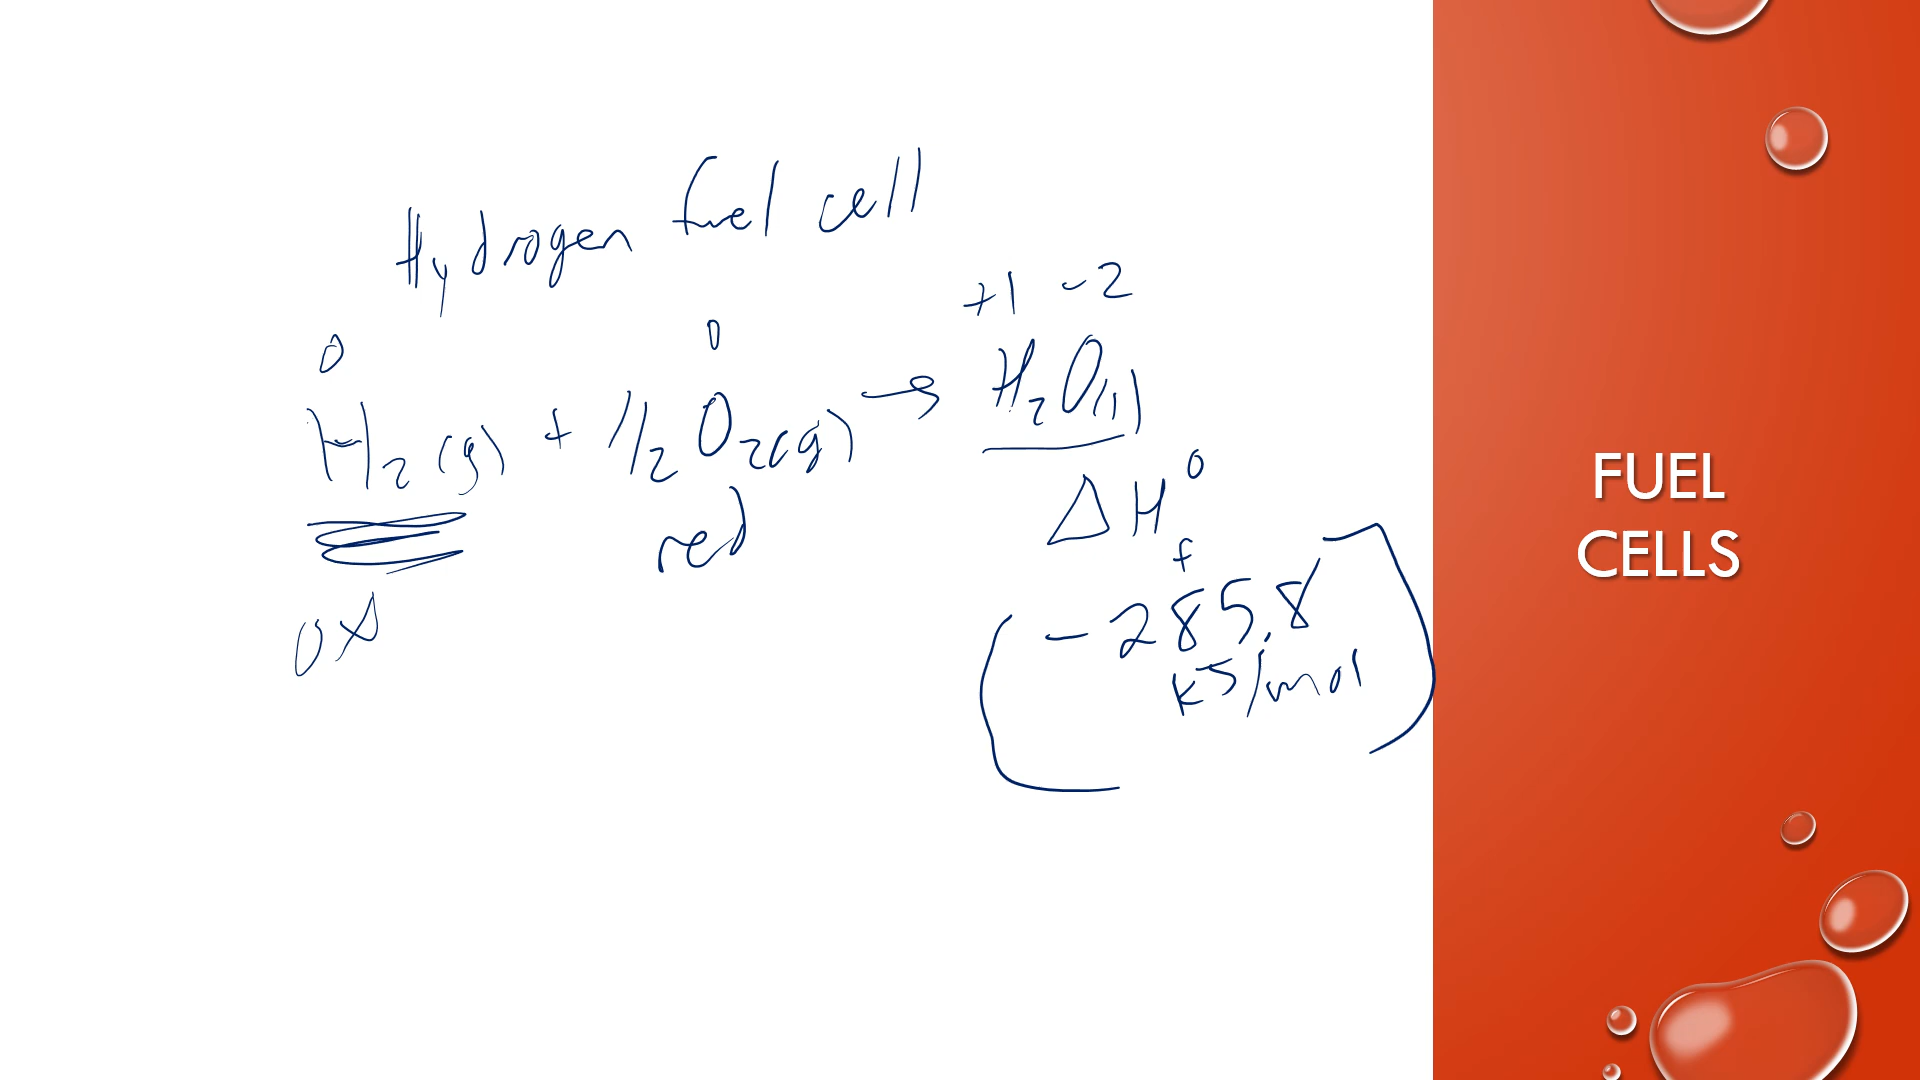 Hydrogen fuel cell
0 0 +1 -2
H₂(g) + 1/2 O₂(g) → H₂O(l)
ox red
ΔH°f
(-285.8
kJ/mol)
FUEL
CELLS